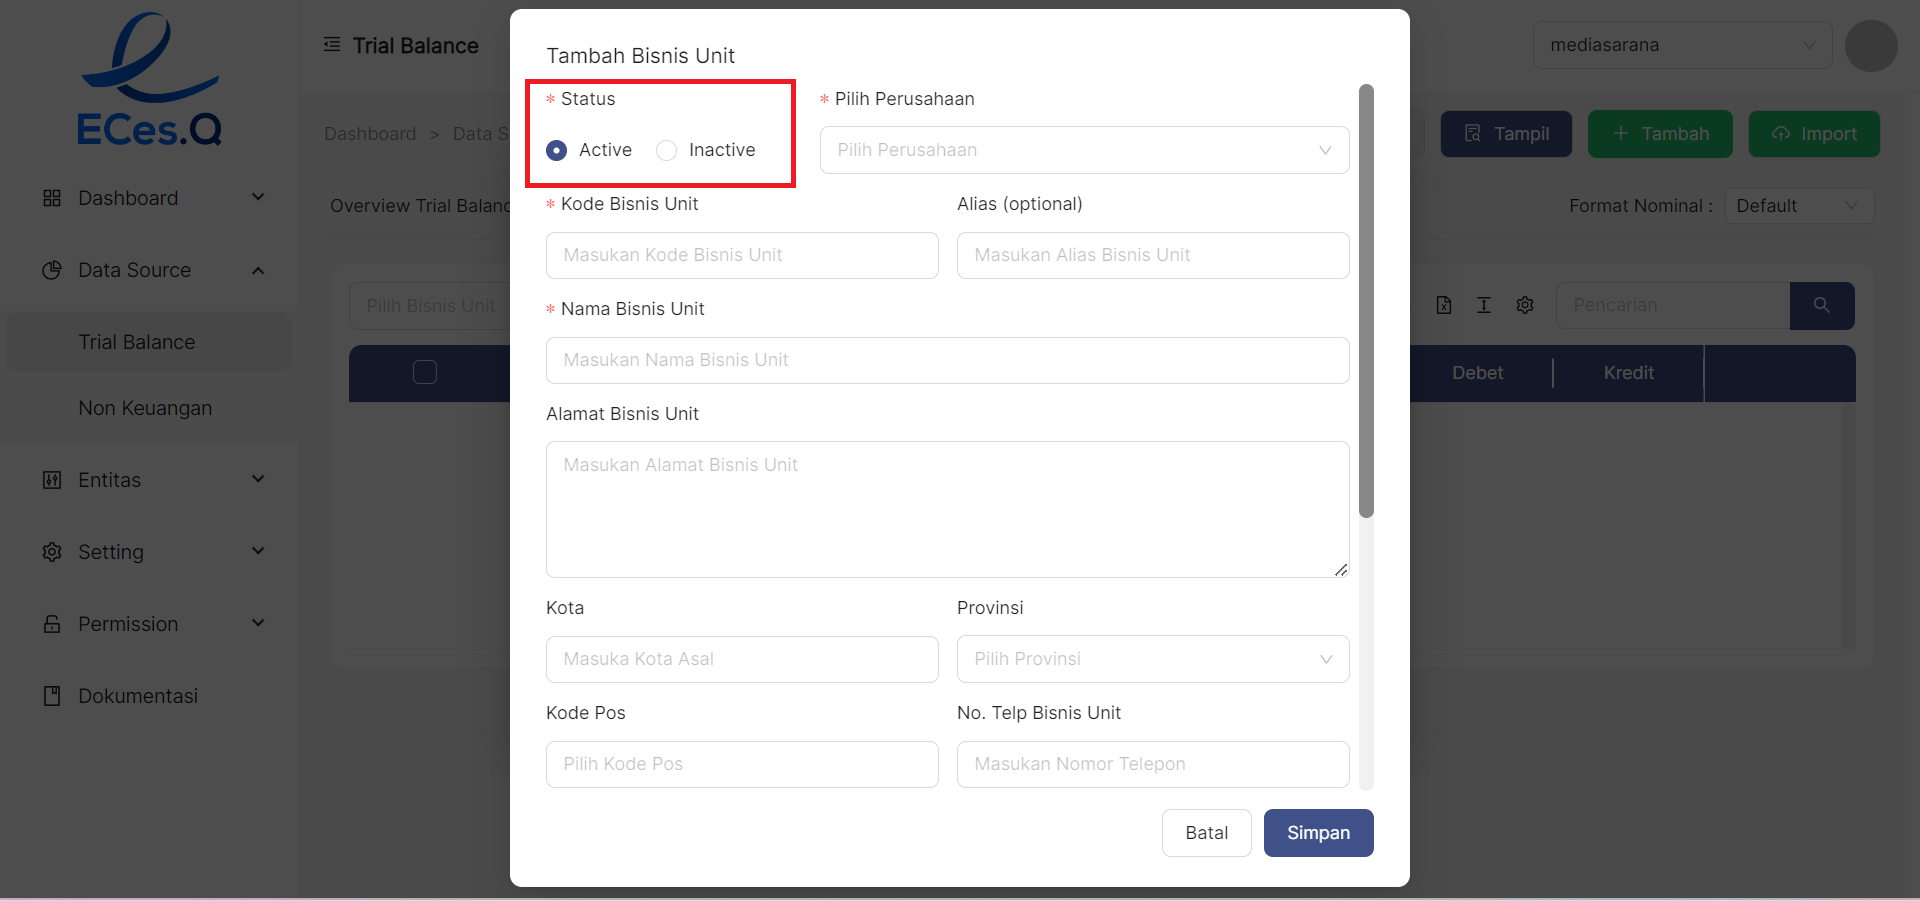 ECes.Q
Dashboard
Data Source
Trial Balance
Non Keuangan
Entitas
Setting
Permission
Dokumentasi
Trial Balance
mediasarana
Dashboard > Data S
Tampil
+ Tambah
Import
Overview Trial Balanc
Format Nominal : Default
Pilih Bisnis Unit
Pencarian
Debet Kredit
Tambah Bisnis Unit
* Status
Active Inactive
* Pilih Perusahaan
Pilih Perusahaan
* Kode Bisnis Unit
Masukan Kode Bisnis Unit
Alias (optional)
Masukan Alias Bisnis Unit
* Nama Bisnis Unit
Masukan Nama Bisnis Unit
Alamat Bisnis Unit
Masukan Alamat Bisnis Unit
Kota
Masuka Kota Asal
Provinsi
Pilih Provinsi
Kode Pos
Pilih Kode Pos
No. Telp Bisnis Unit
Masukan Nomor Telepon
Batal
Simpan